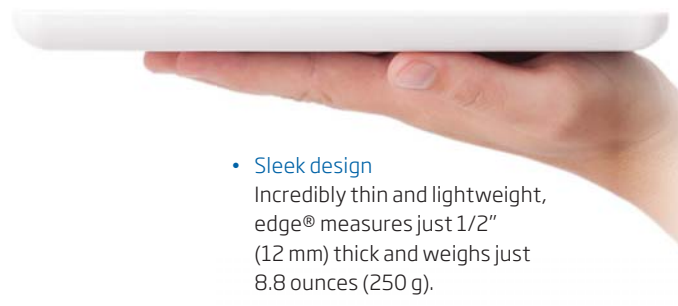 • Sleek design
Incredibly thin and lightweight,
edge® measures just 1/2”
(12 mm) thick and weighs just
8.8 ounces (250 g).